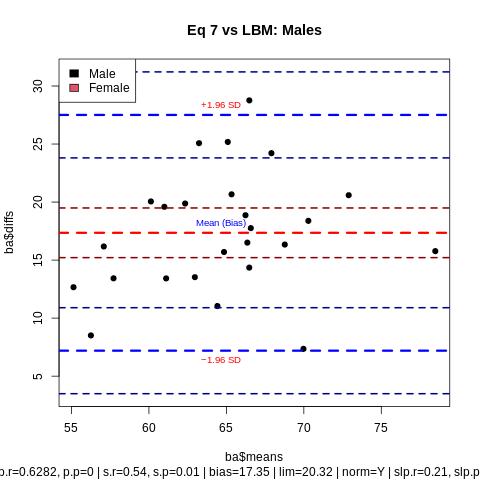 Eq 7 vs LBM: Males
Male
Female
+1.96 SD
Mean (Bias)
−1.96 SD
ba$diffs
5
10
15
20
25
30
55
60
65
70
75
ba$means
p.r=0.6282, p.p=0 | s.r=0.54, s.p=0.01 | bias=17.35 | lim=20.32 | norm=Y | slp.r=0.21, slp.p